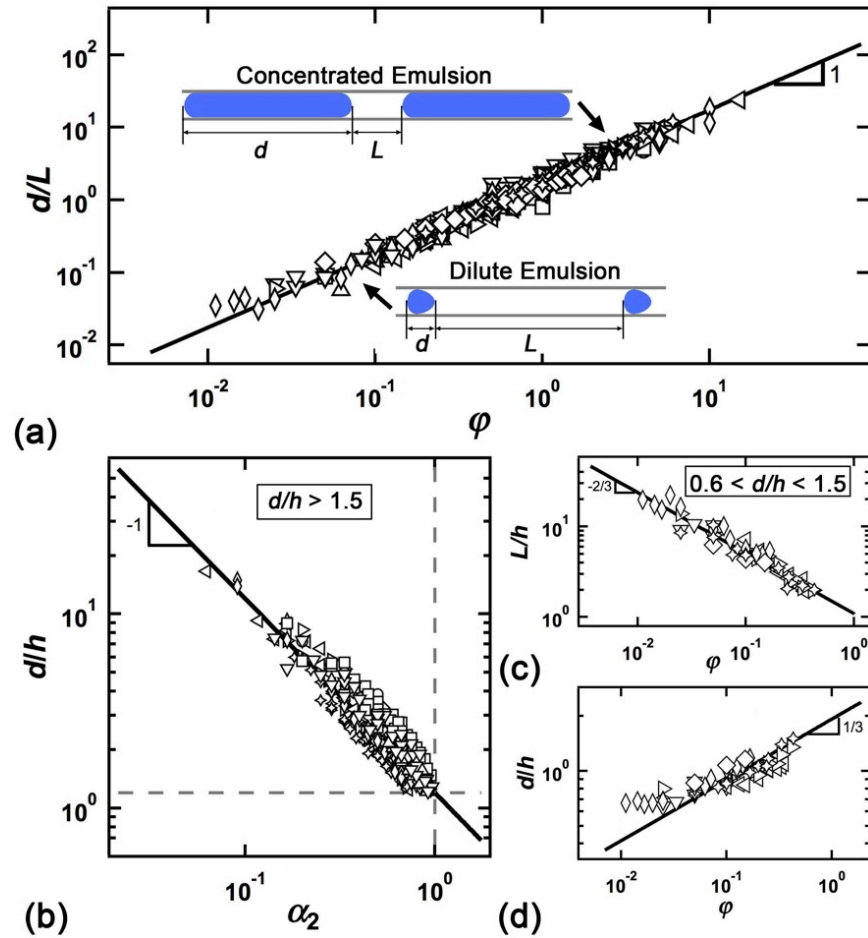 10²
10¹
10⁰
10⁻¹
10⁻²
d/L
Concentrated Emulsion
d
L
1
Dilute Emulsion
d
L
10⁻²
10⁻¹
10⁰
10¹
φ
(a)
d/h > 1.5
-1
10¹
10⁰
d/h
10⁻¹
10⁰
α₂
(b)
0.6 < d/h < 1.5
-2/3
10¹
10⁰
L/h
10⁻²
10⁻¹
10⁰
φ
(c)
1/3
10⁰
d/h
10⁻²
10⁻¹
10⁰
φ
(d)